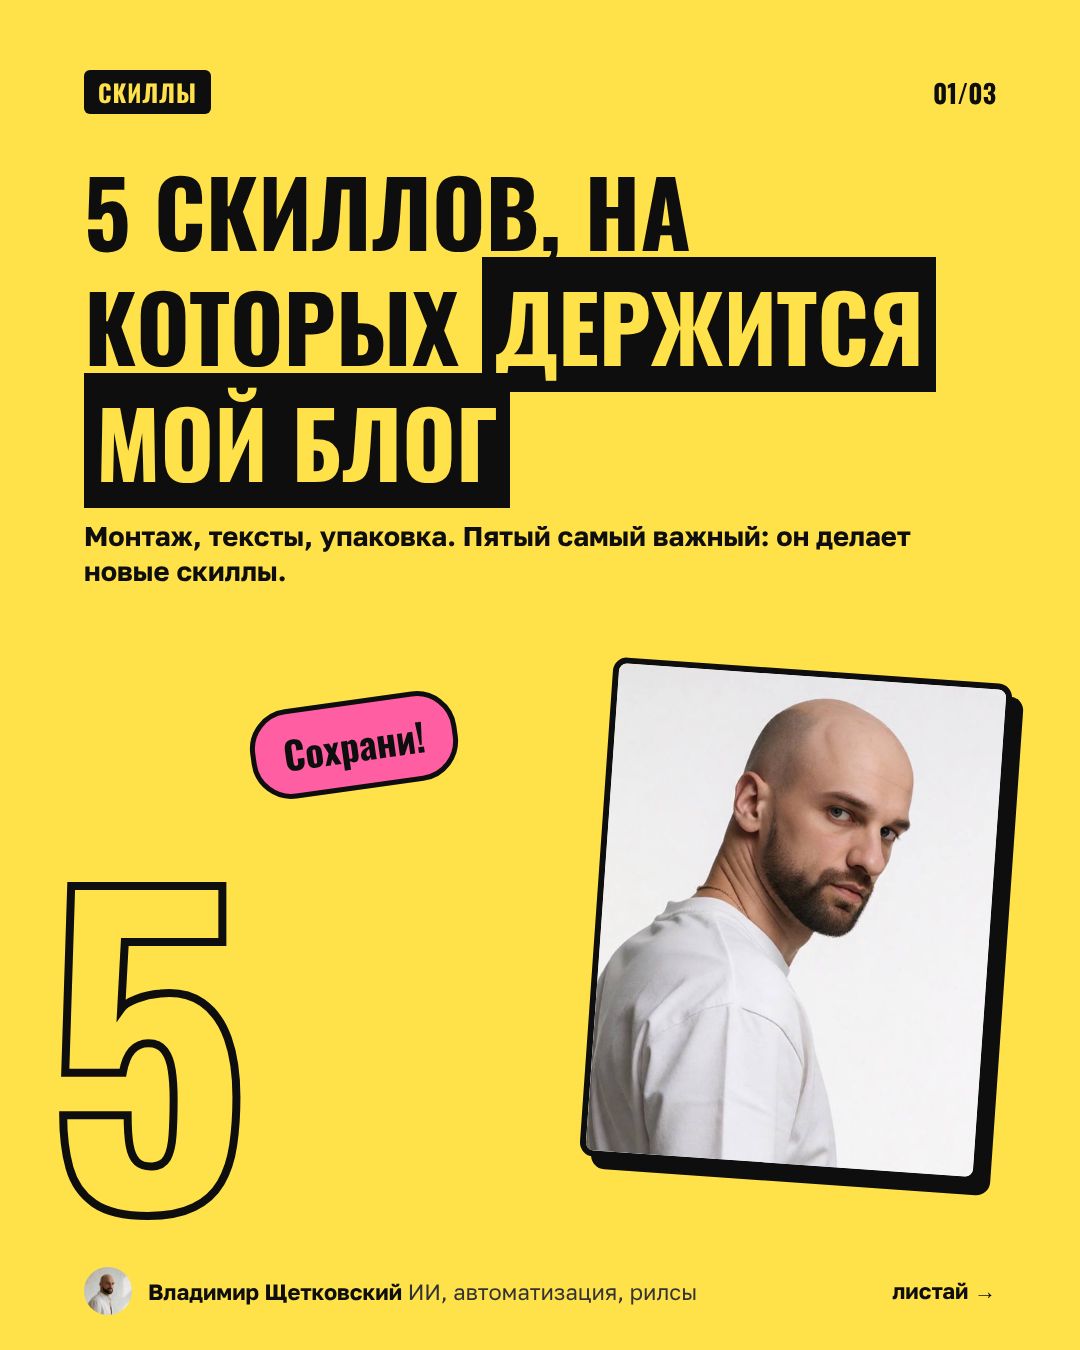 СКИЛЛЫ
01/03
5 СКИЛЛОВ, НА
КОТОРЫХ ДЕРЖИТСЯ
МОЙ БЛОГ
Монтаж, тексты, упаковка. Пятый самый важный: он делает
новые скиллы.
Сохрани!
5
Владимир Щетковский ИИ, автоматизация, рилсы
листай →